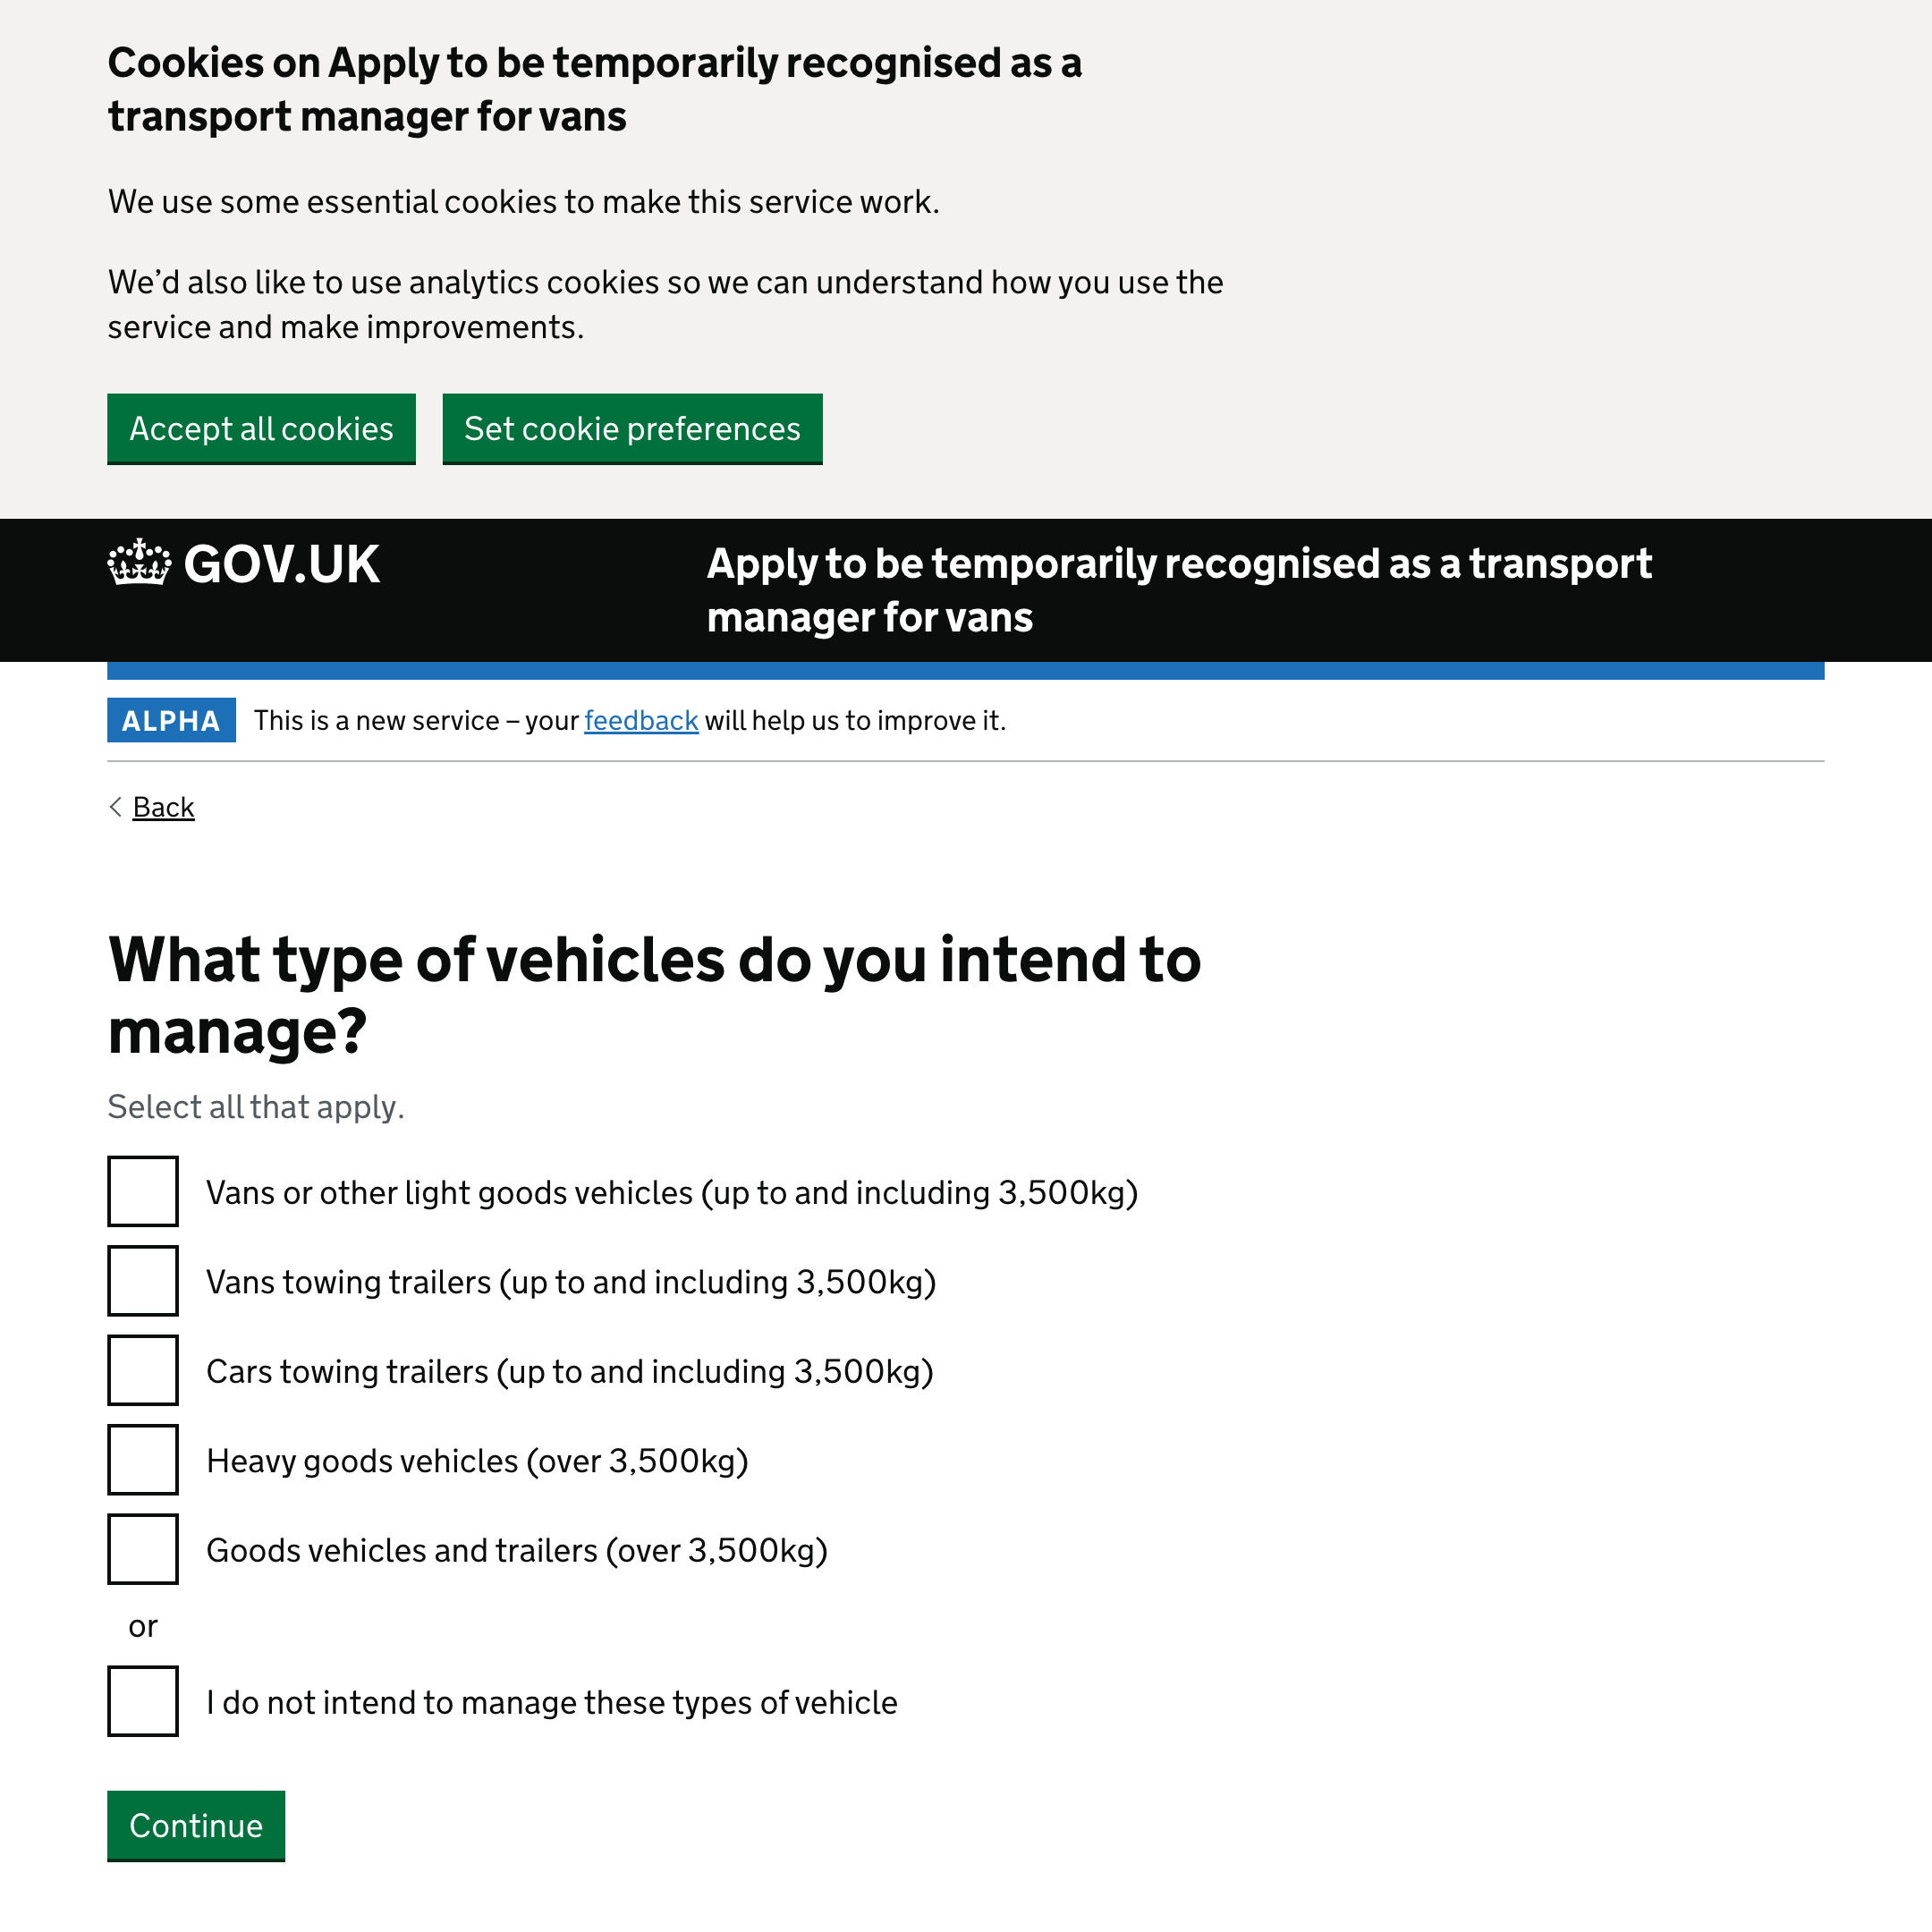 Cookies on Apply to be temporarily recognised as a
transport manager for vans
We use some essential cookies to make this service work.
We’d also like to use analytics cookies so we can understand how you use the
service and make improvements.
Accept all cookies
Set cookie preferences
GOV.UK
Apply to be temporarily recognised as a transport
manager for vans
ALPHA This is a new service – your feedback will help us to improve it.
Back
What type of vehicles do you intend to
manage?
Select all that apply.
Vans or other light goods vehicles (up to and including 3,500kg)
Vans towing trailers (up to and including 3,500kg)
Cars towing trailers (up to and including 3,500kg)
Heavy goods vehicles (over 3,500kg)
Goods vehicles and trailers (over 3,500kg)
or
I do not intend to manage these types of vehicle
Continue